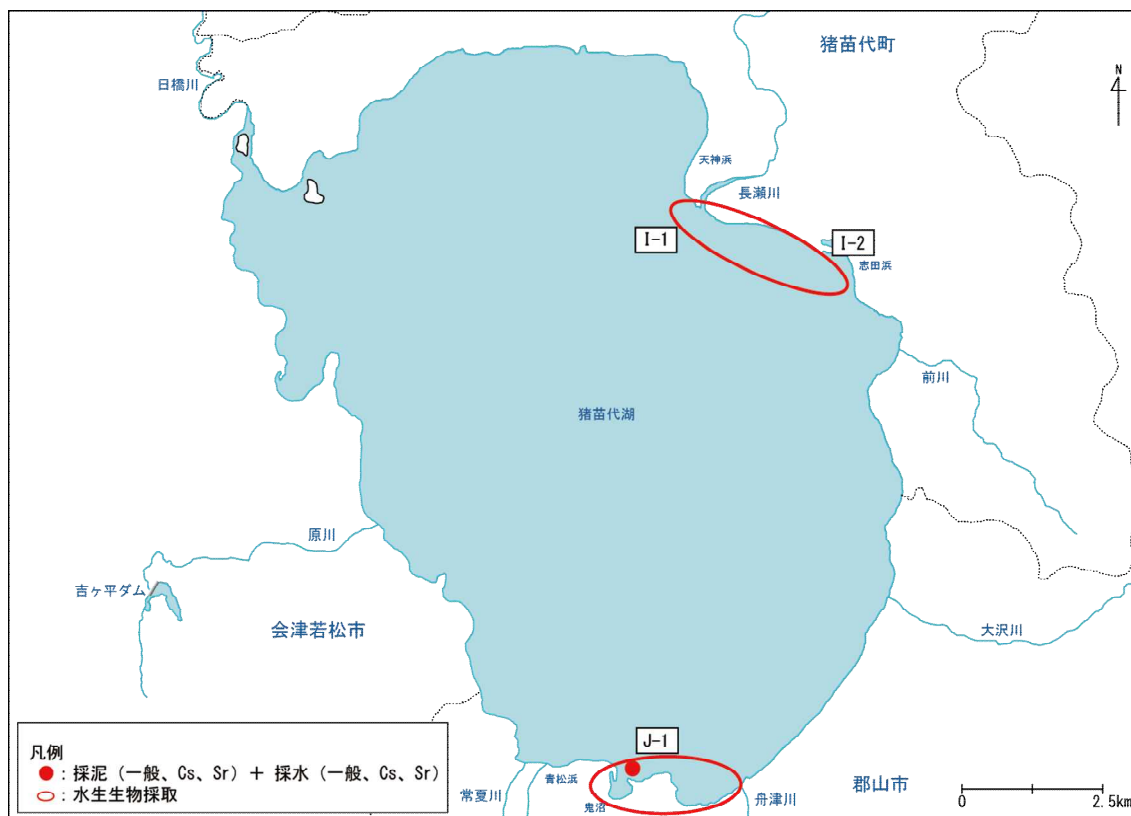 猪苗代町
日橋川
N
天神浜
長瀬川
I-1
I-2
志田浜
前川
猪苗代湖
原川
吉ヶ平ダム
会津若松市
大沢川
J-1
凡例
：採泥（一般、Cs、Sr）＋ 採水（一般、Cs、Sr）
：水生生物採取
青松浜
常夏川
鬼沼
舟津川
郡山市
0 2.5km